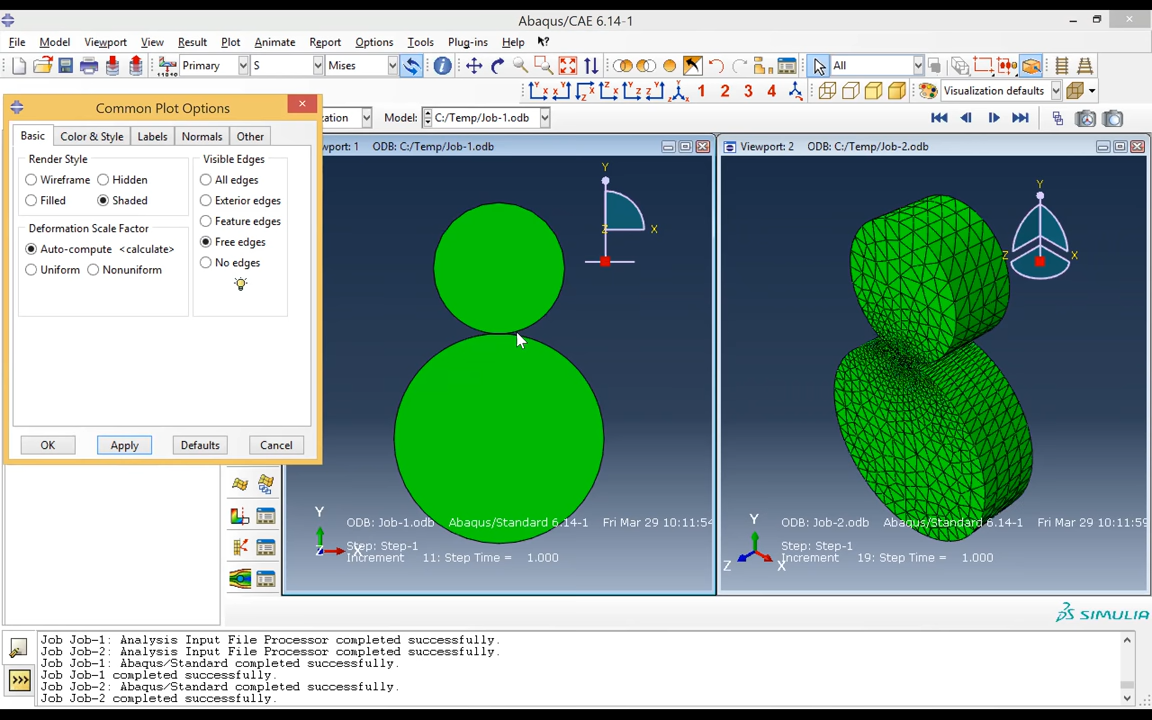 Abaqus/CAE 6.14-1
File Model Viewport View Result Plot Animate Report Options Tools Plug-ins Help
Primary S Mises All
1 2 3 4 Visualization defaults
Common Plot Options
Model: C:/Temp/Job-1.odb
Basic Color & Style Labels Normals Other
Render Style
Wireframe Hidden
Filled Shaded
Visible Edges
All edges
Exterior edges
Feature edges
Free edges
No edges
Deformation Scale Factor
Auto-compute <calculate>
Uniform Nonuniform
OK Apply Defaults Cancel
ODB: C:/Temp/Job-1.odb
Y
Z X
ODB: Job-1.odb Abaqus/Standard 6.14-1 Fri Mar 29 10:11:54
Step: Step-1
Increment 11: Step Time = 1.000
Y
Z X
Viewport: 2 ODB: C:/Temp/Job-2.odb
Y
Z X
ODB: Job-2.odb Abaqus/Standard 6.14-1 Fri Mar 29 10:11:59
Step: Step-1
Increment 19: Step Time = 1.000
Y
Z X
SIMULIA
Job Job-1: Analysis Input File Processor completed successfully.
Job Job-2: Analysis Input File Processor completed successfully.
Job Job-1: Abaqus/Standard completed successfully.
Job Job-1 completed successfully.
Job Job-2: Abaqus/Standard completed successfully.
Job Job-2 completed successfully.
>>>